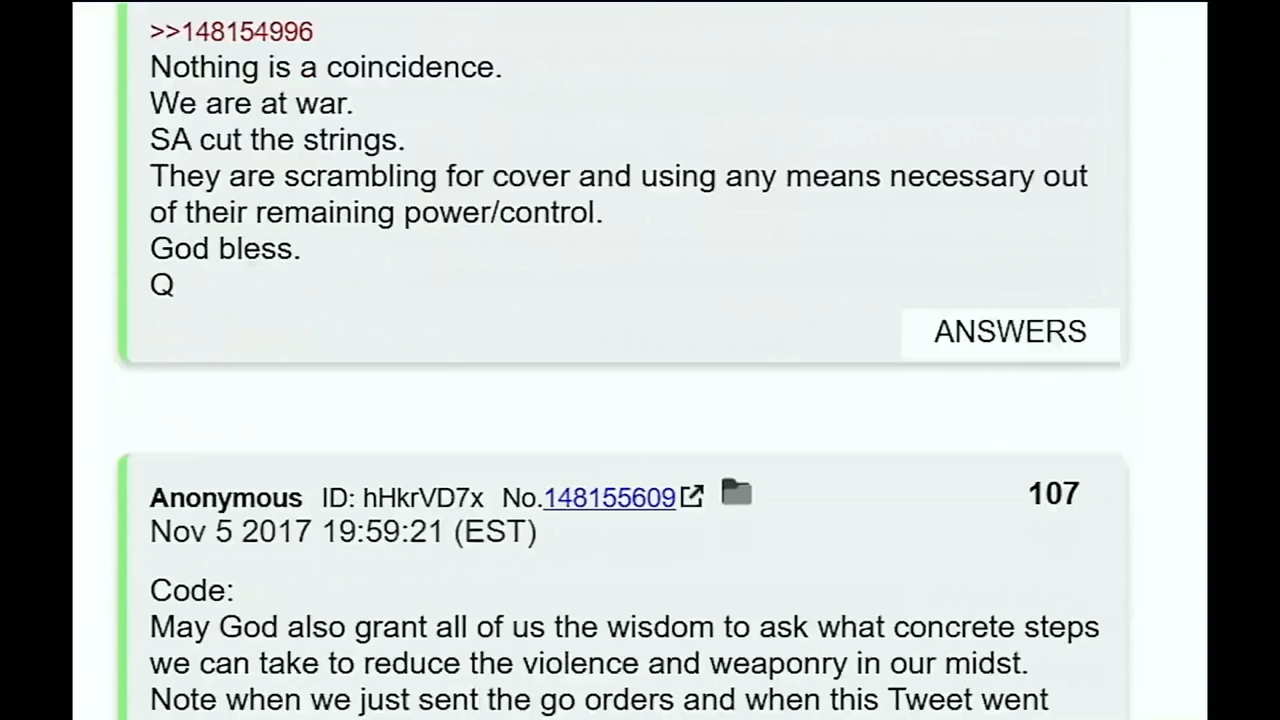 >>148154996
Nothing is a coincidence.
We are at war.
SA cut the strings.
They are scrambling for cover and using any means necessary out
of their remaining power/control.
God bless.
Q
ANSWERS
Anonymous ID: hHkrVD7x No.148155609 107
Nov 5 2017 19:59:21 (EST)
Code:
May God also grant all of us the wisdom to ask what concrete steps
we can take to reduce the violence and weaponry in our midst.
Note when we just sent the go orders and when this Tweet went